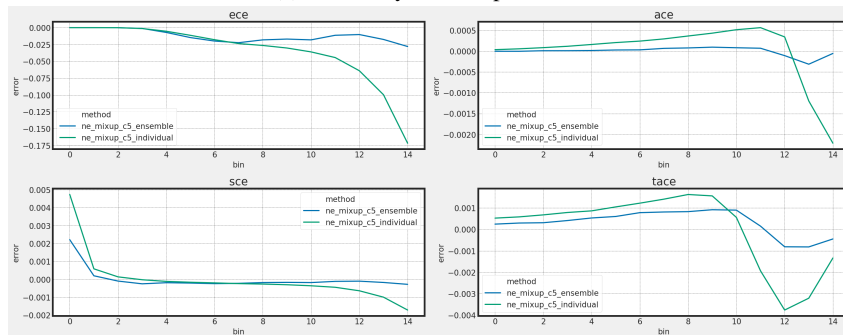 ece
0.000
-0.025
-0.050
-0.075
-0.100
-0.125
-0.150
-0.175
error
method
ne_mixup_c5_ensemble
ne_mixup_c5_individual
0 2 4 6 8 10 12 14
bin
ace
0.0005
0.0000
-0.0005
-0.0010
-0.0015
-0.0020
error
method
ne_mixup_c5_ensemble
ne_mixup_c5_individual
0 2 4 6 8 10 12 14
bin
sce
0.005
0.004
0.003
0.002
0.001
0.000
-0.001
-0.002
error
method
ne_mixup_c5_ensemble
ne_mixup_c5_individual
0 2 4 6 8 10 12 14
bin
tace
0.001
0.000
-0.001
-0.002
-0.003
-0.004
error
method
ne_mixup_c5_ensemble
ne_mixup_c5_individual
0 2 4 6 8 10 12 14
bin